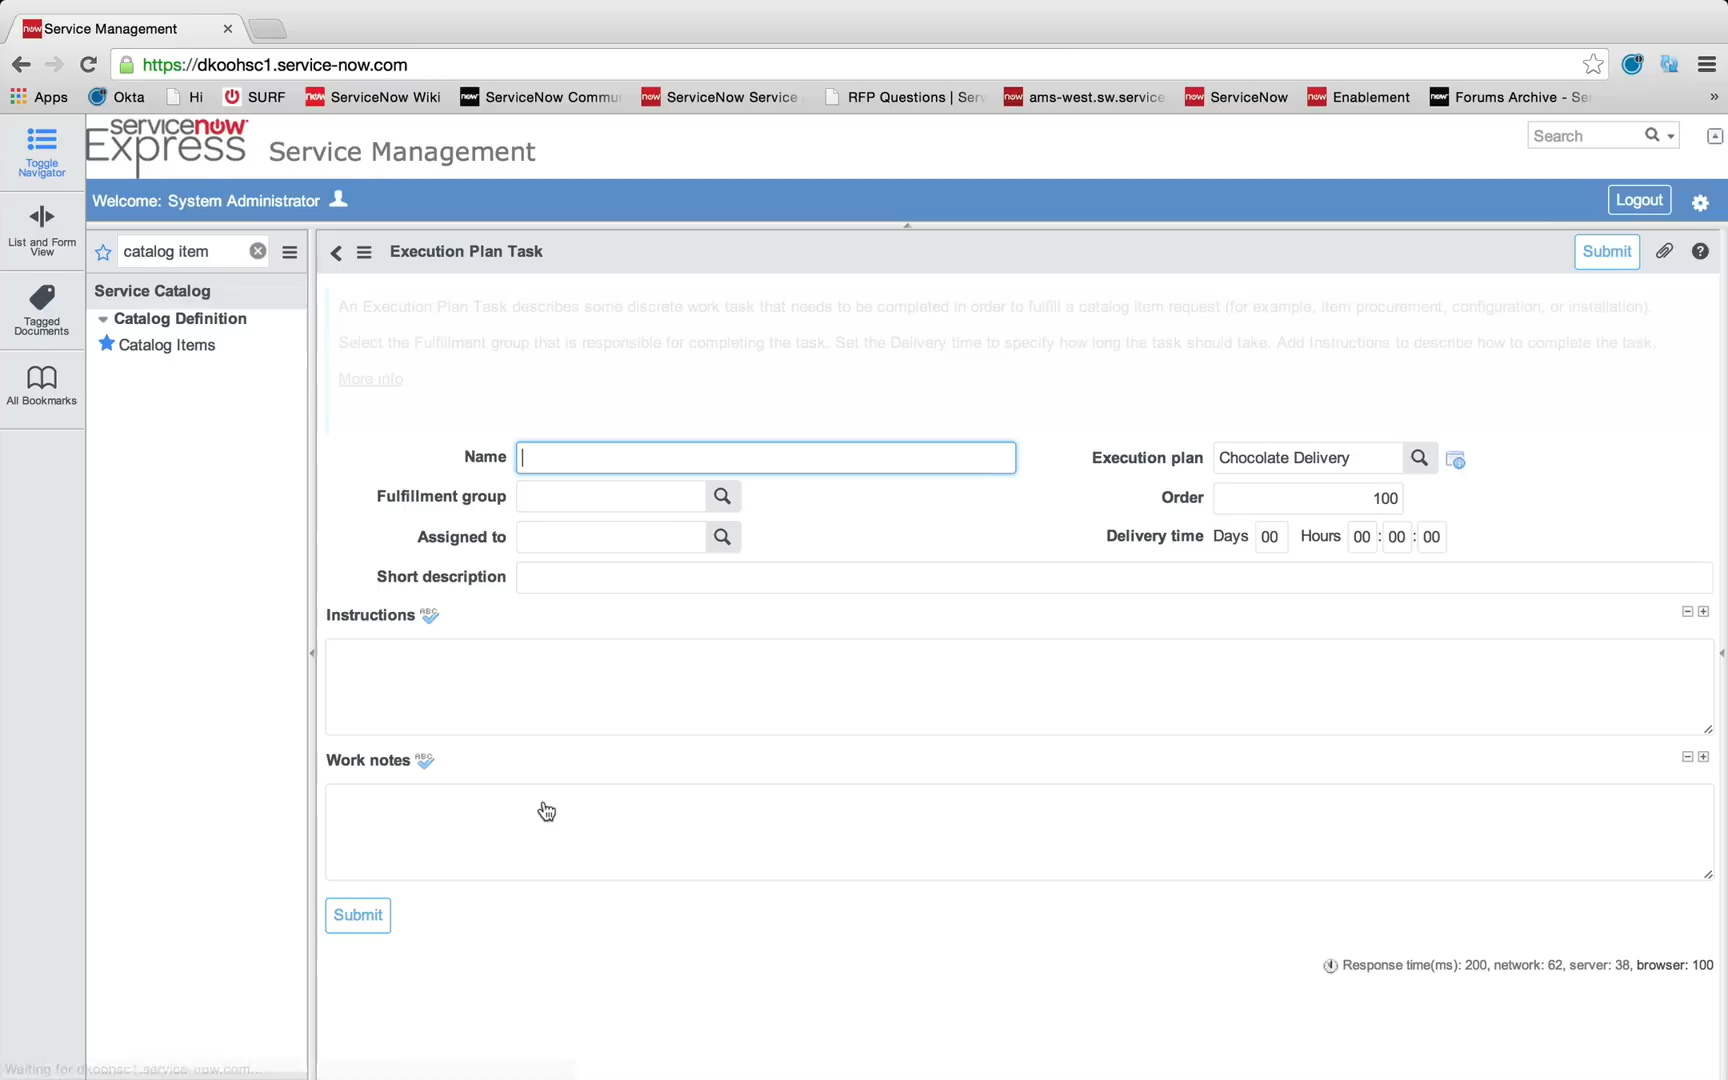 Service Management
https://dkoohsc1.service-now.com
Apps Okta Hi SURF ServiceNow Wiki ServiceNow Commu ServiceNow Service RFP Questions | Serv ams-west.sw.service ServiceNow Enablement Forums Archive - Ser »
Toggle Navigator
List and Form View
Tagged Documents
All Bookmarks
servicenow
Express Service Management
Search
Welcome: System Administrator
Logout
catalog item
Service Catalog
Catalog Definition
Catalog Items
Execution Plan Task
Submit
An Execution Plan Task describes some discrete work task that needs to be completed in order to fulfill a catalog item request (for example, item procurement, configuration, or installation).
Select the Fulfillment group that is responsible for completing the task. Set the Delivery time to specify how long the task should take. Add Instructions to describe how to complete the task.
More info
Name
Execution plan Chocolate Delivery
Fulfillment group
Order 100
Assigned to
Delivery time Days 00 Hours 00 : 00 : 00
Short description
Instructions ABC
Work notes ABC
Submit
Response time(ms): 200, network: 62, server: 38, browser: 100
Waiting for dkoohsc1.service-now.com...